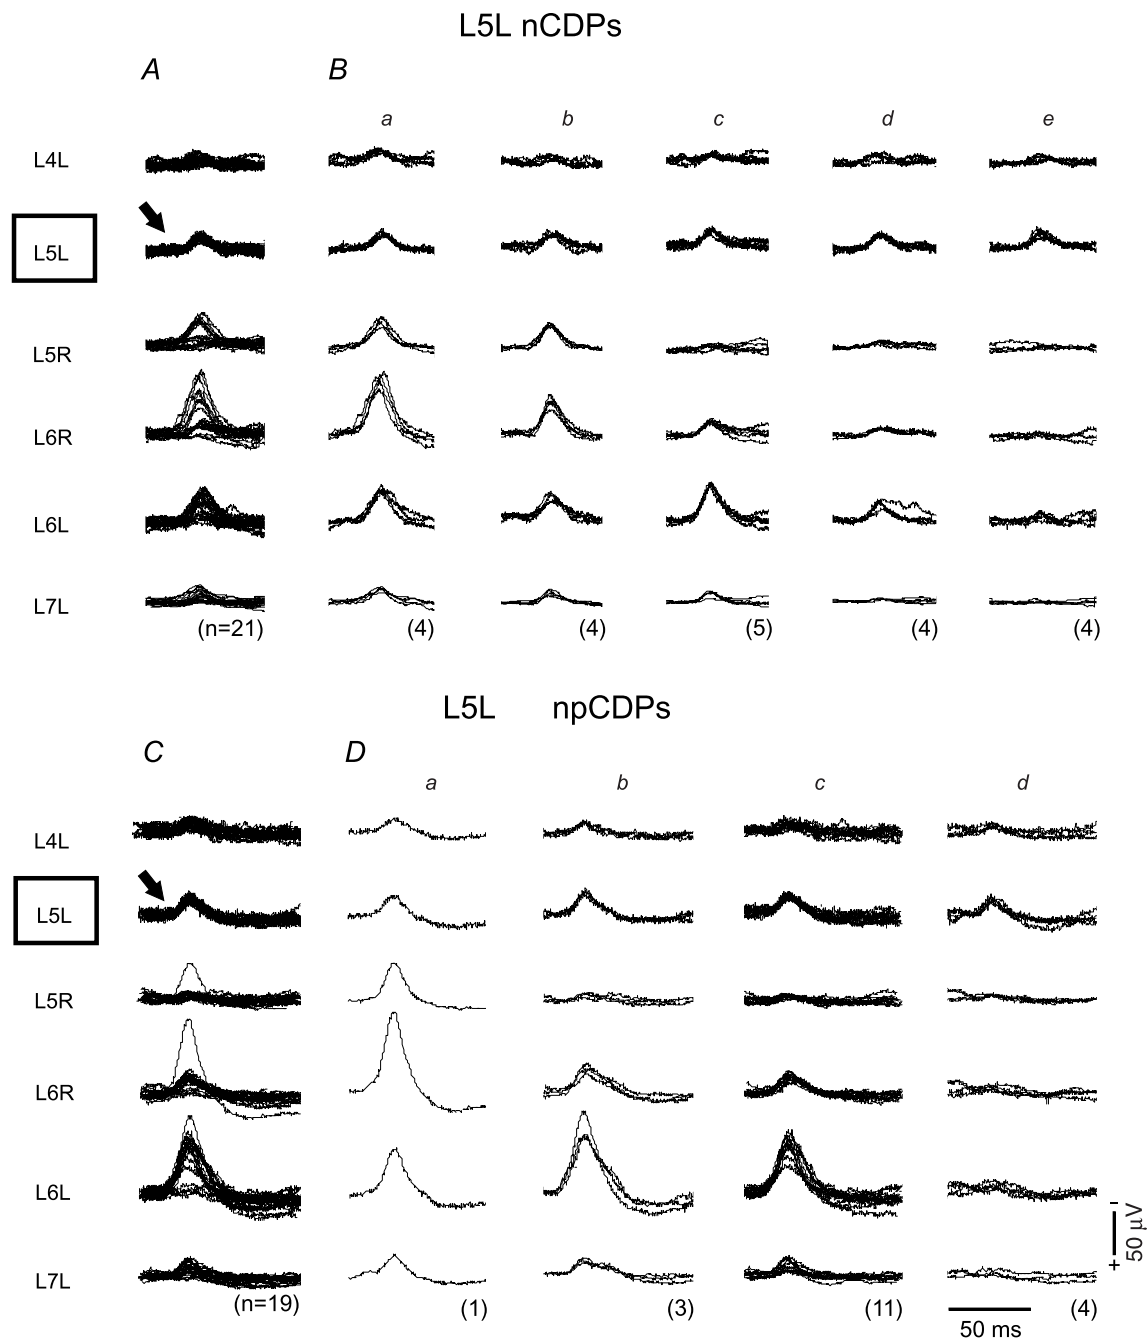 L5L nCDPs
A B
a b c d e
L4L
L5L
L5R
L6R
L6L
L7L
(n=21) (4) (4) (5) (4) (4)
L5L npCDPs
C D
a b c d
L4L
L5L
L5R
L6R
L6L
- 50 µV +
L7L
(n=19) (1) (3) (11) (4)
50 ms